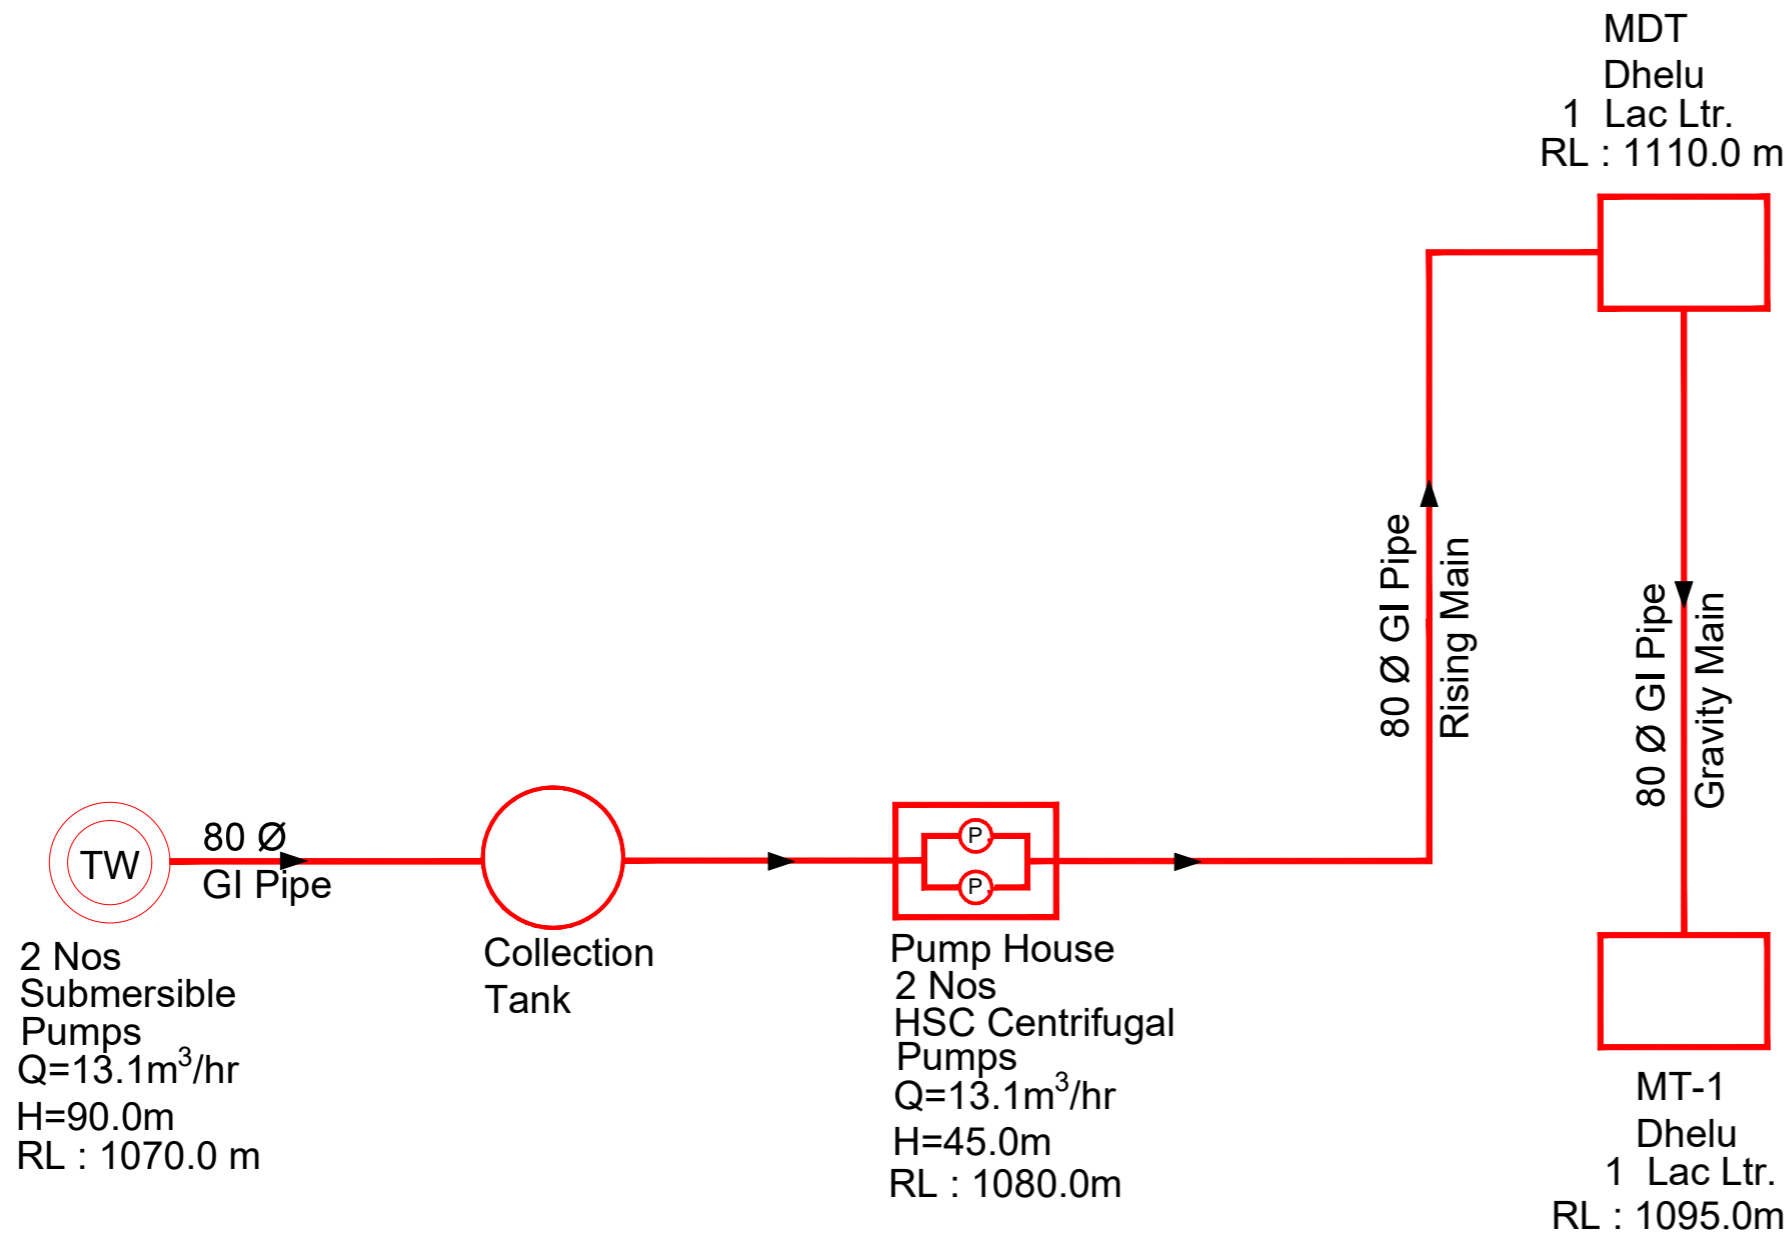 MDT
Dhelu
1 Lac Ltr.
RL : 1110.0 m
80 Ø GI Pipe
Rising Main
80 Ø GI Pipe
Gravity Main
TW
80 Ø
GI Pipe
2 Nos
Submersible
Pumps
Q=13.1m³/hr
H=90.0m
RL : 1070.0 m
Collection
Tank
P
P
Pump House
2 Nos
HSC Centrifugal
Pumps
Q=13.1m³/hr
H=45.0m
RL : 1080.0m
MT-1
Dhelu
1 Lac Ltr.
RL : 1095.0m